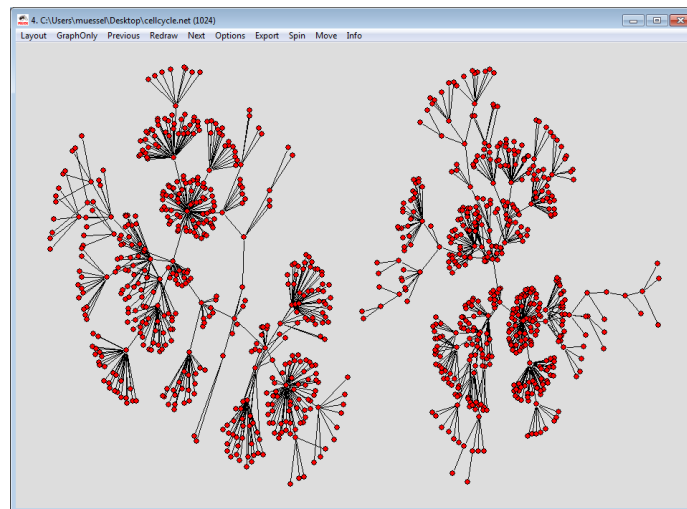 4. C:\Users\muessel\Desktop\cellcycle.net (1024)
Layout GraphOnly Previous Redraw Next Options Export Spin Move Info